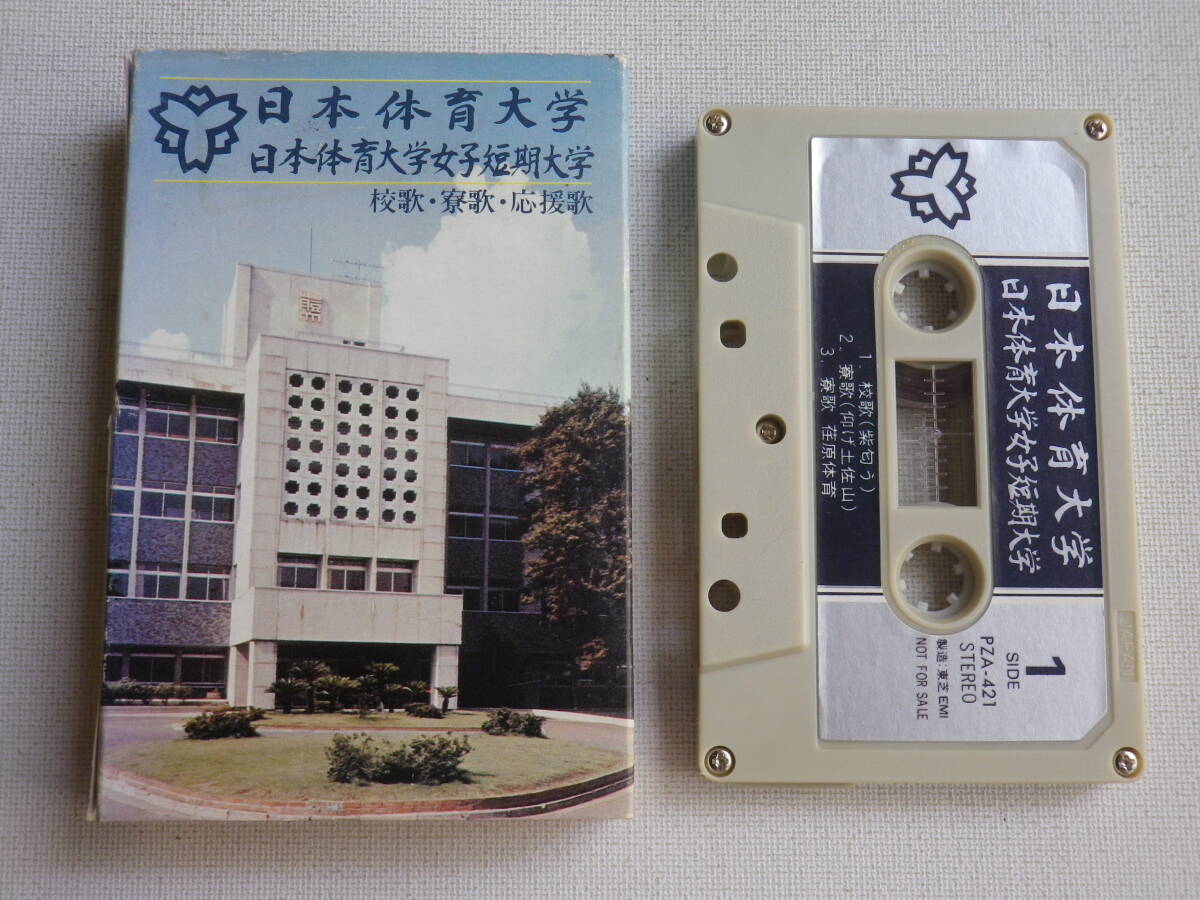 日本体育大学
日本体育大学女子短期大学
校歌・寮歌・応援歌
日本体育大学
日本体育大学女子短期大学
1. 校歌(紫匂う)
2. 寮歌(仰げ土佐山)
3. 寮歌 荏原体育
1
SIDE
PZA-421
STEREO
製造:東芝EMI
NOT FOR SALE
JAPAN